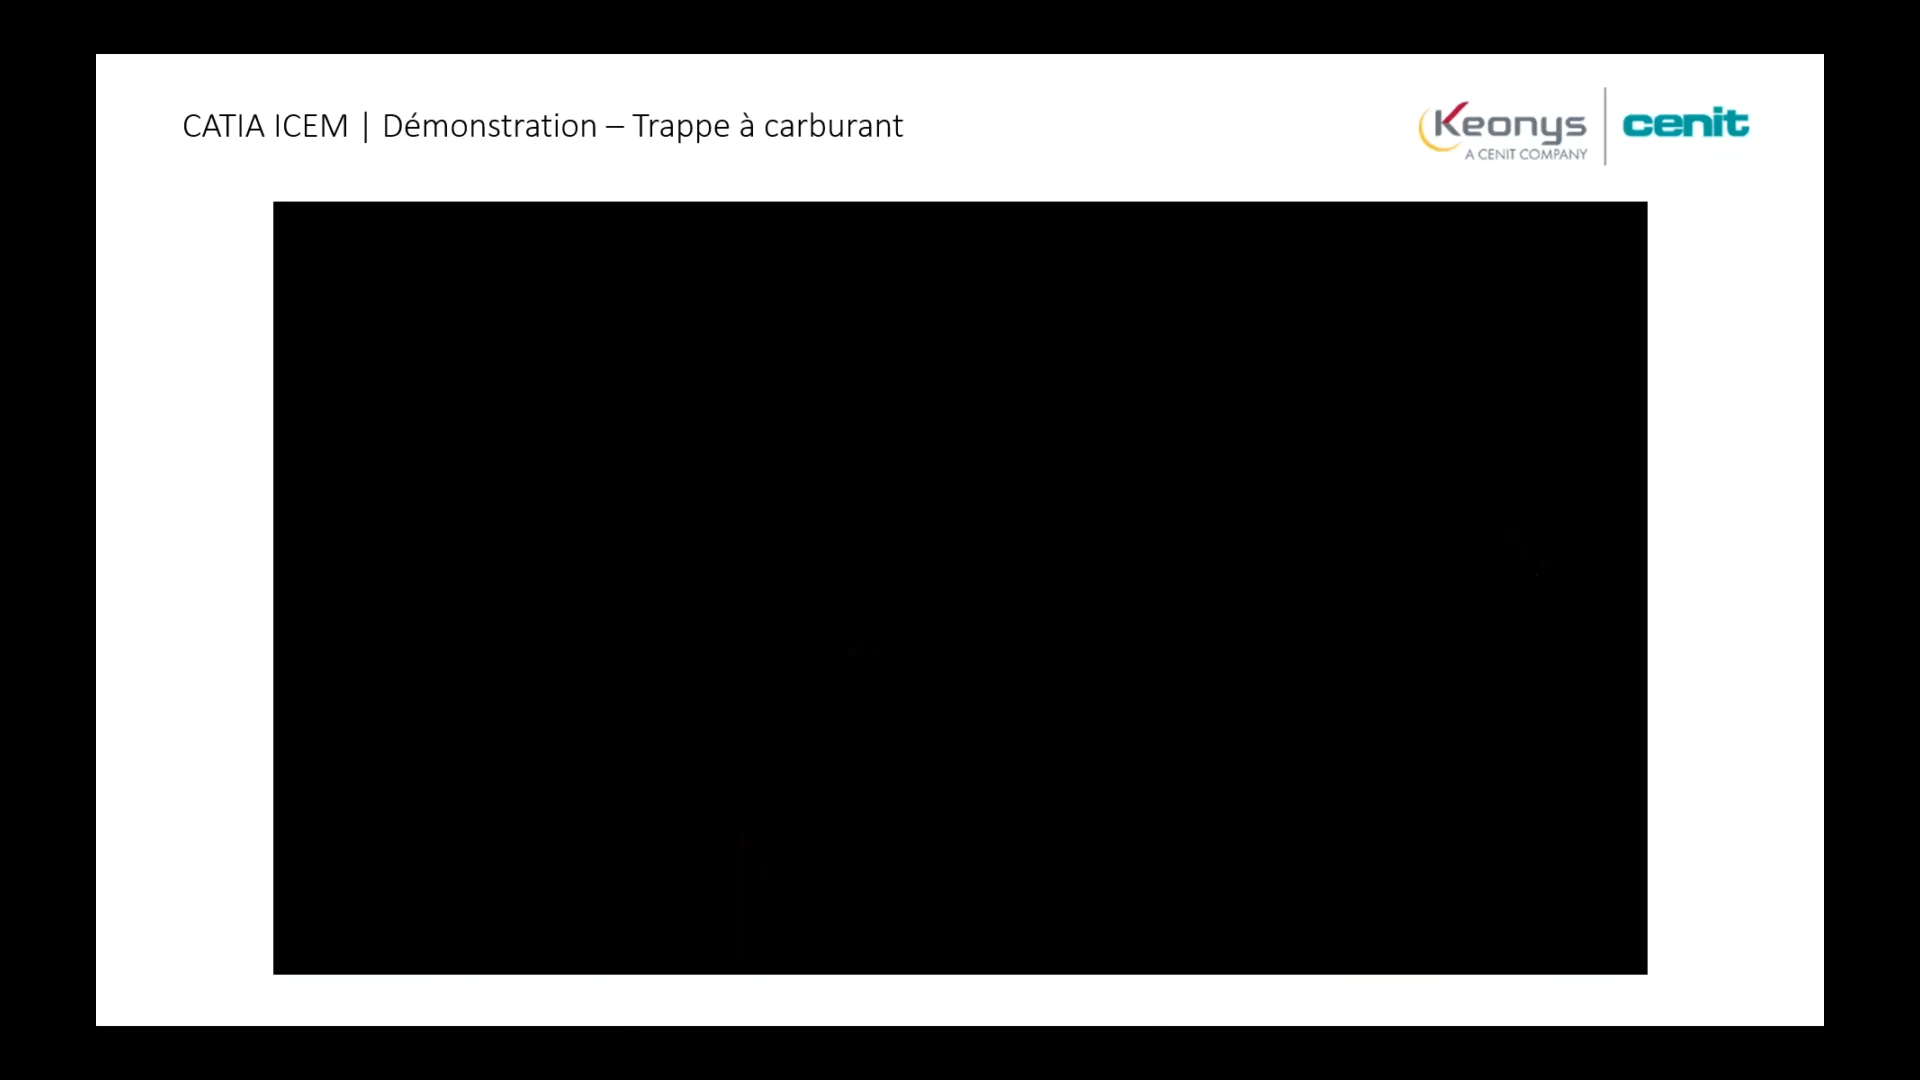 CATIA ICEM | Démonstration – Trappe à carburant
Keonys
A CENIT COMPANY
cenit